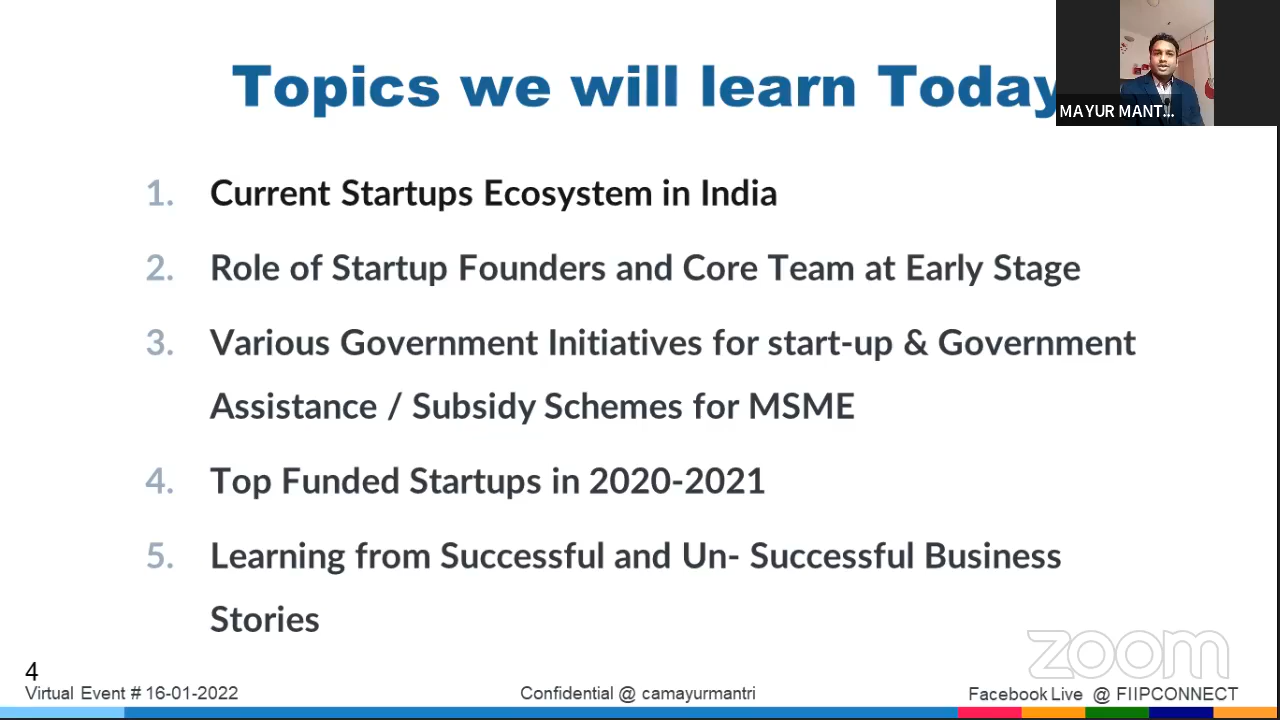 Topics we will learn Today
MAYUR MANT...
1. Current Startups Ecosystem in India
2. Role of Startup Founders and Core Team at Early Stage
3. Various Government Initiatives for start-up & Government
Assistance / Subsidy Schemes for MSME
4. Top Funded Startups in 2020-2021
5. Learning from Successful and Un- Successful Business
Stories
zoom
4
Virtual Event # 16-01-2022
Confidential @ camayurmantri
Facebook Live @ FIIPCONNECT